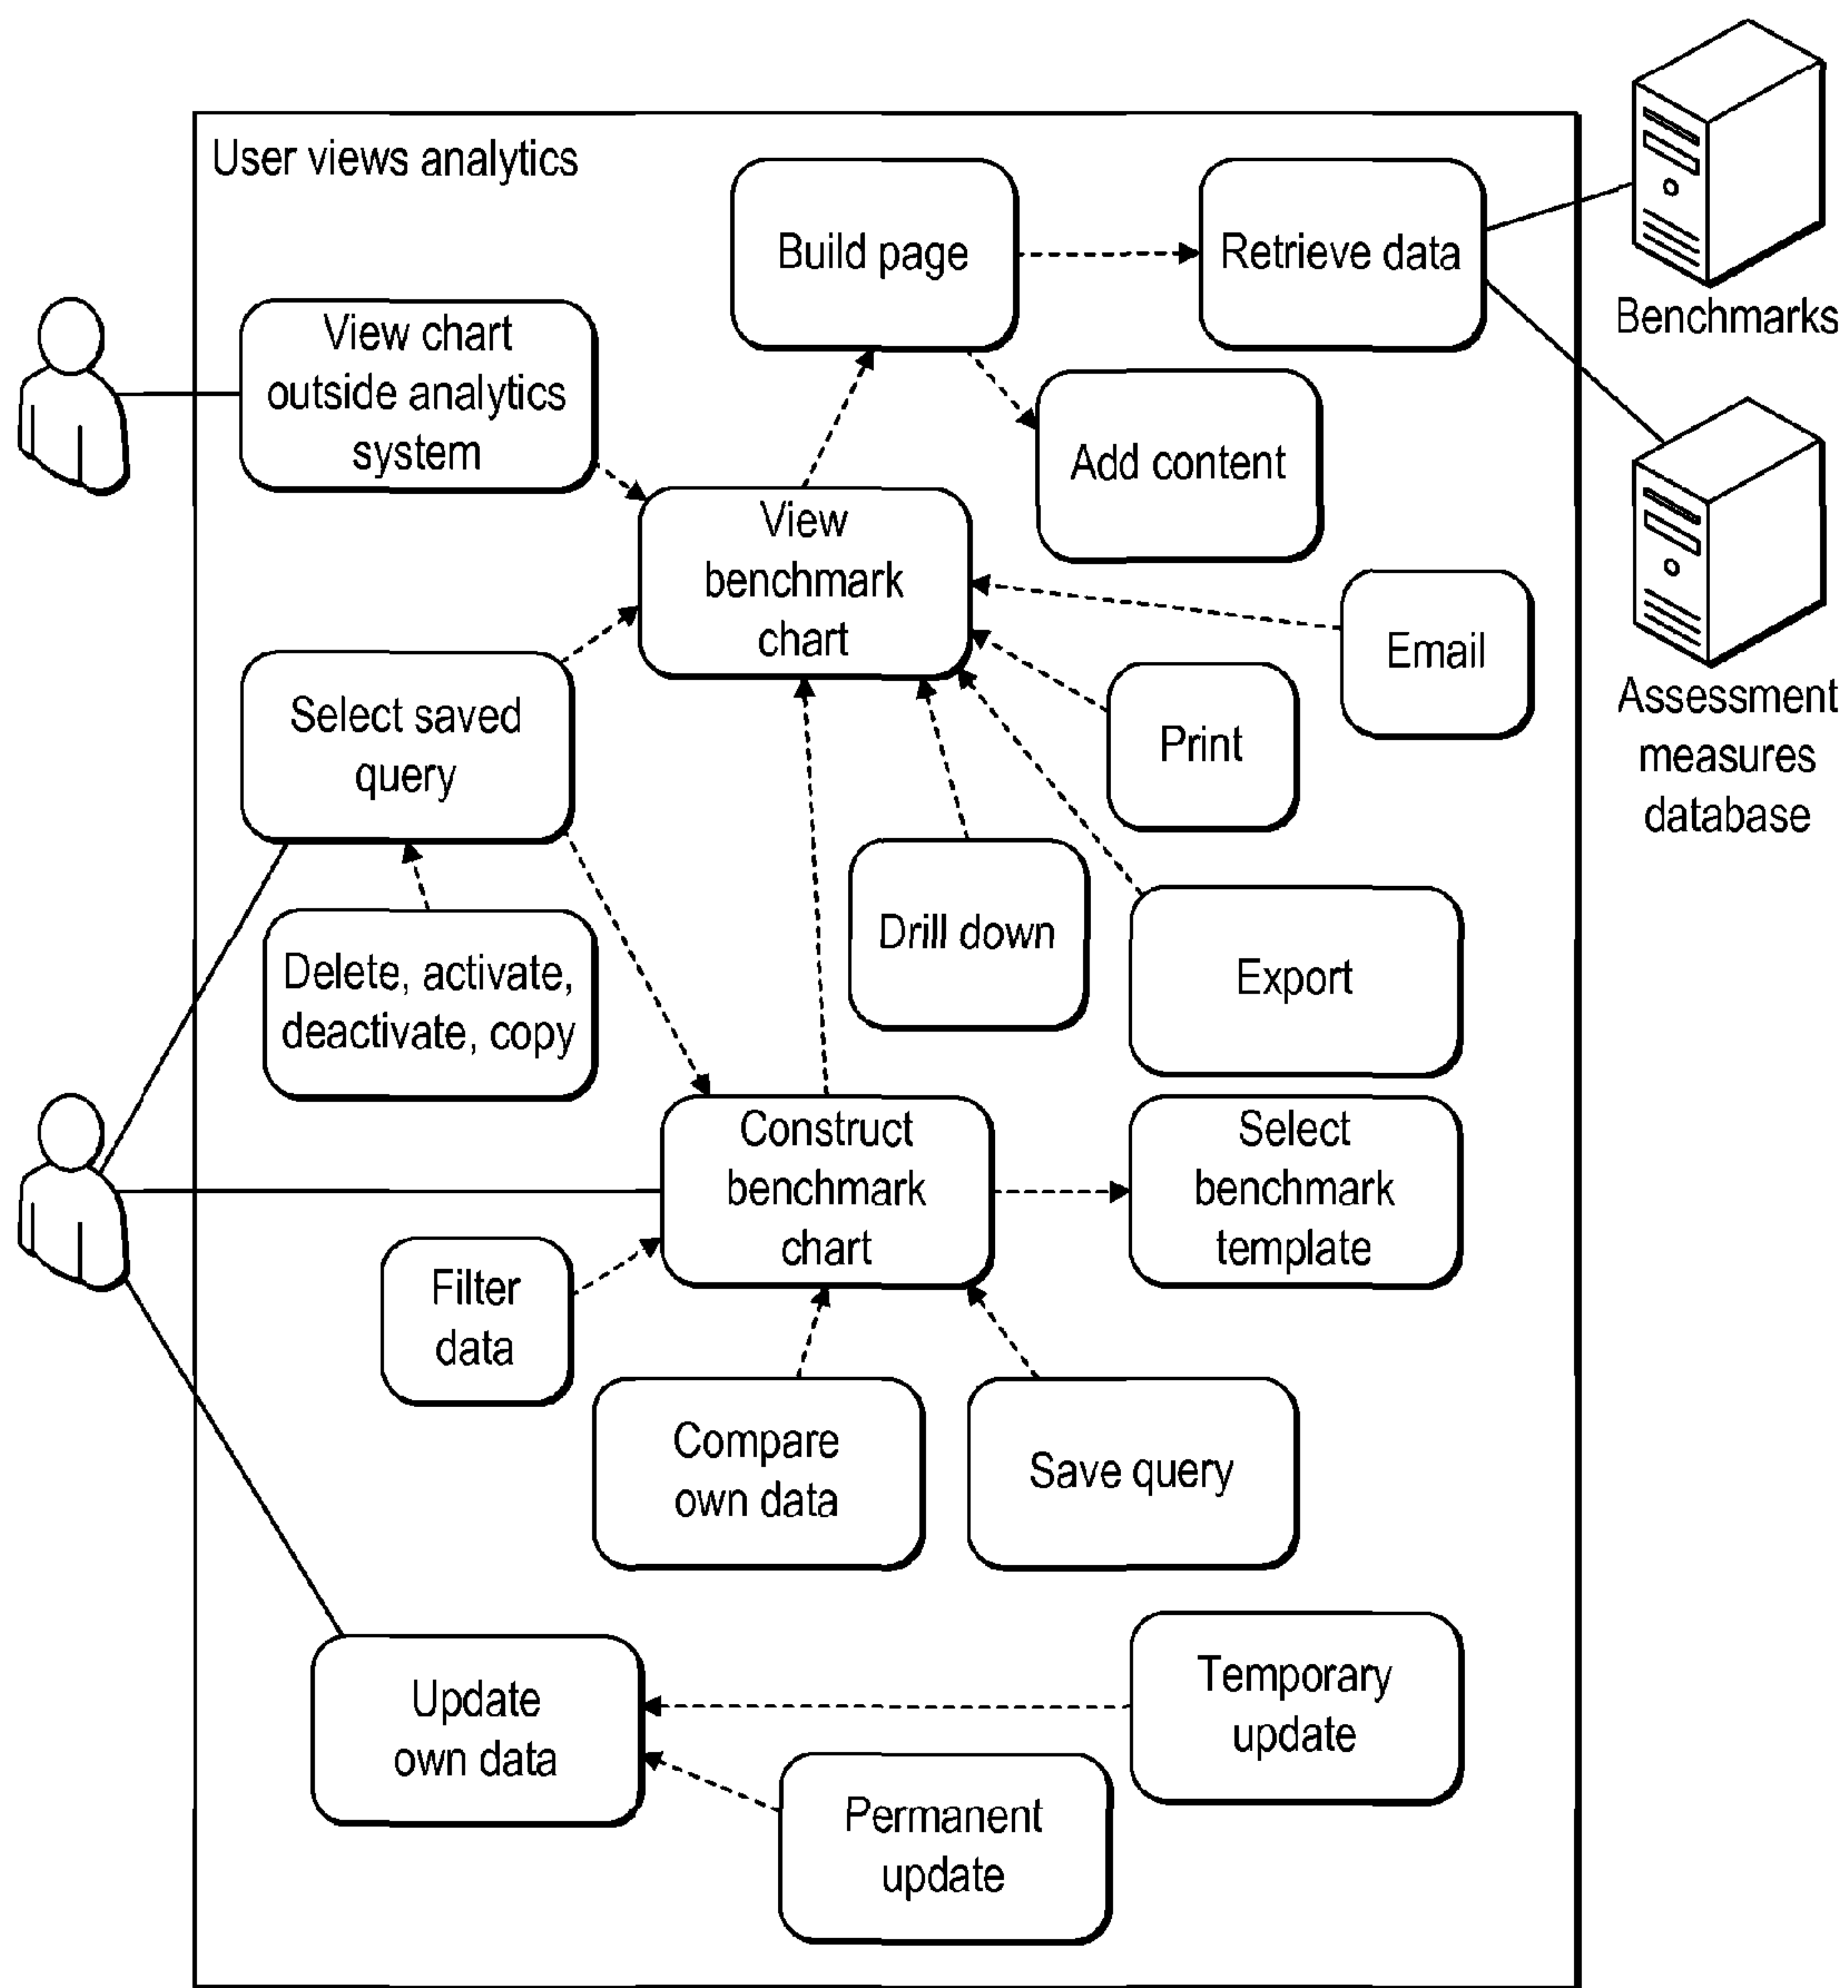 User views analytics
Build page
Retrieve data
Benchmarks
View chart
outside analytics
system
Add content
View
benchmark
chart
Email
Print
Assessment
measures
database
Select saved
query
Drill down
Export
Delete, activate,
deactivate, copy
Construct
benchmark
chart
Select
benchmark
template
Filter
data
Compare
own data
Save query
Update
own data
Temporary
update
Permanent
update